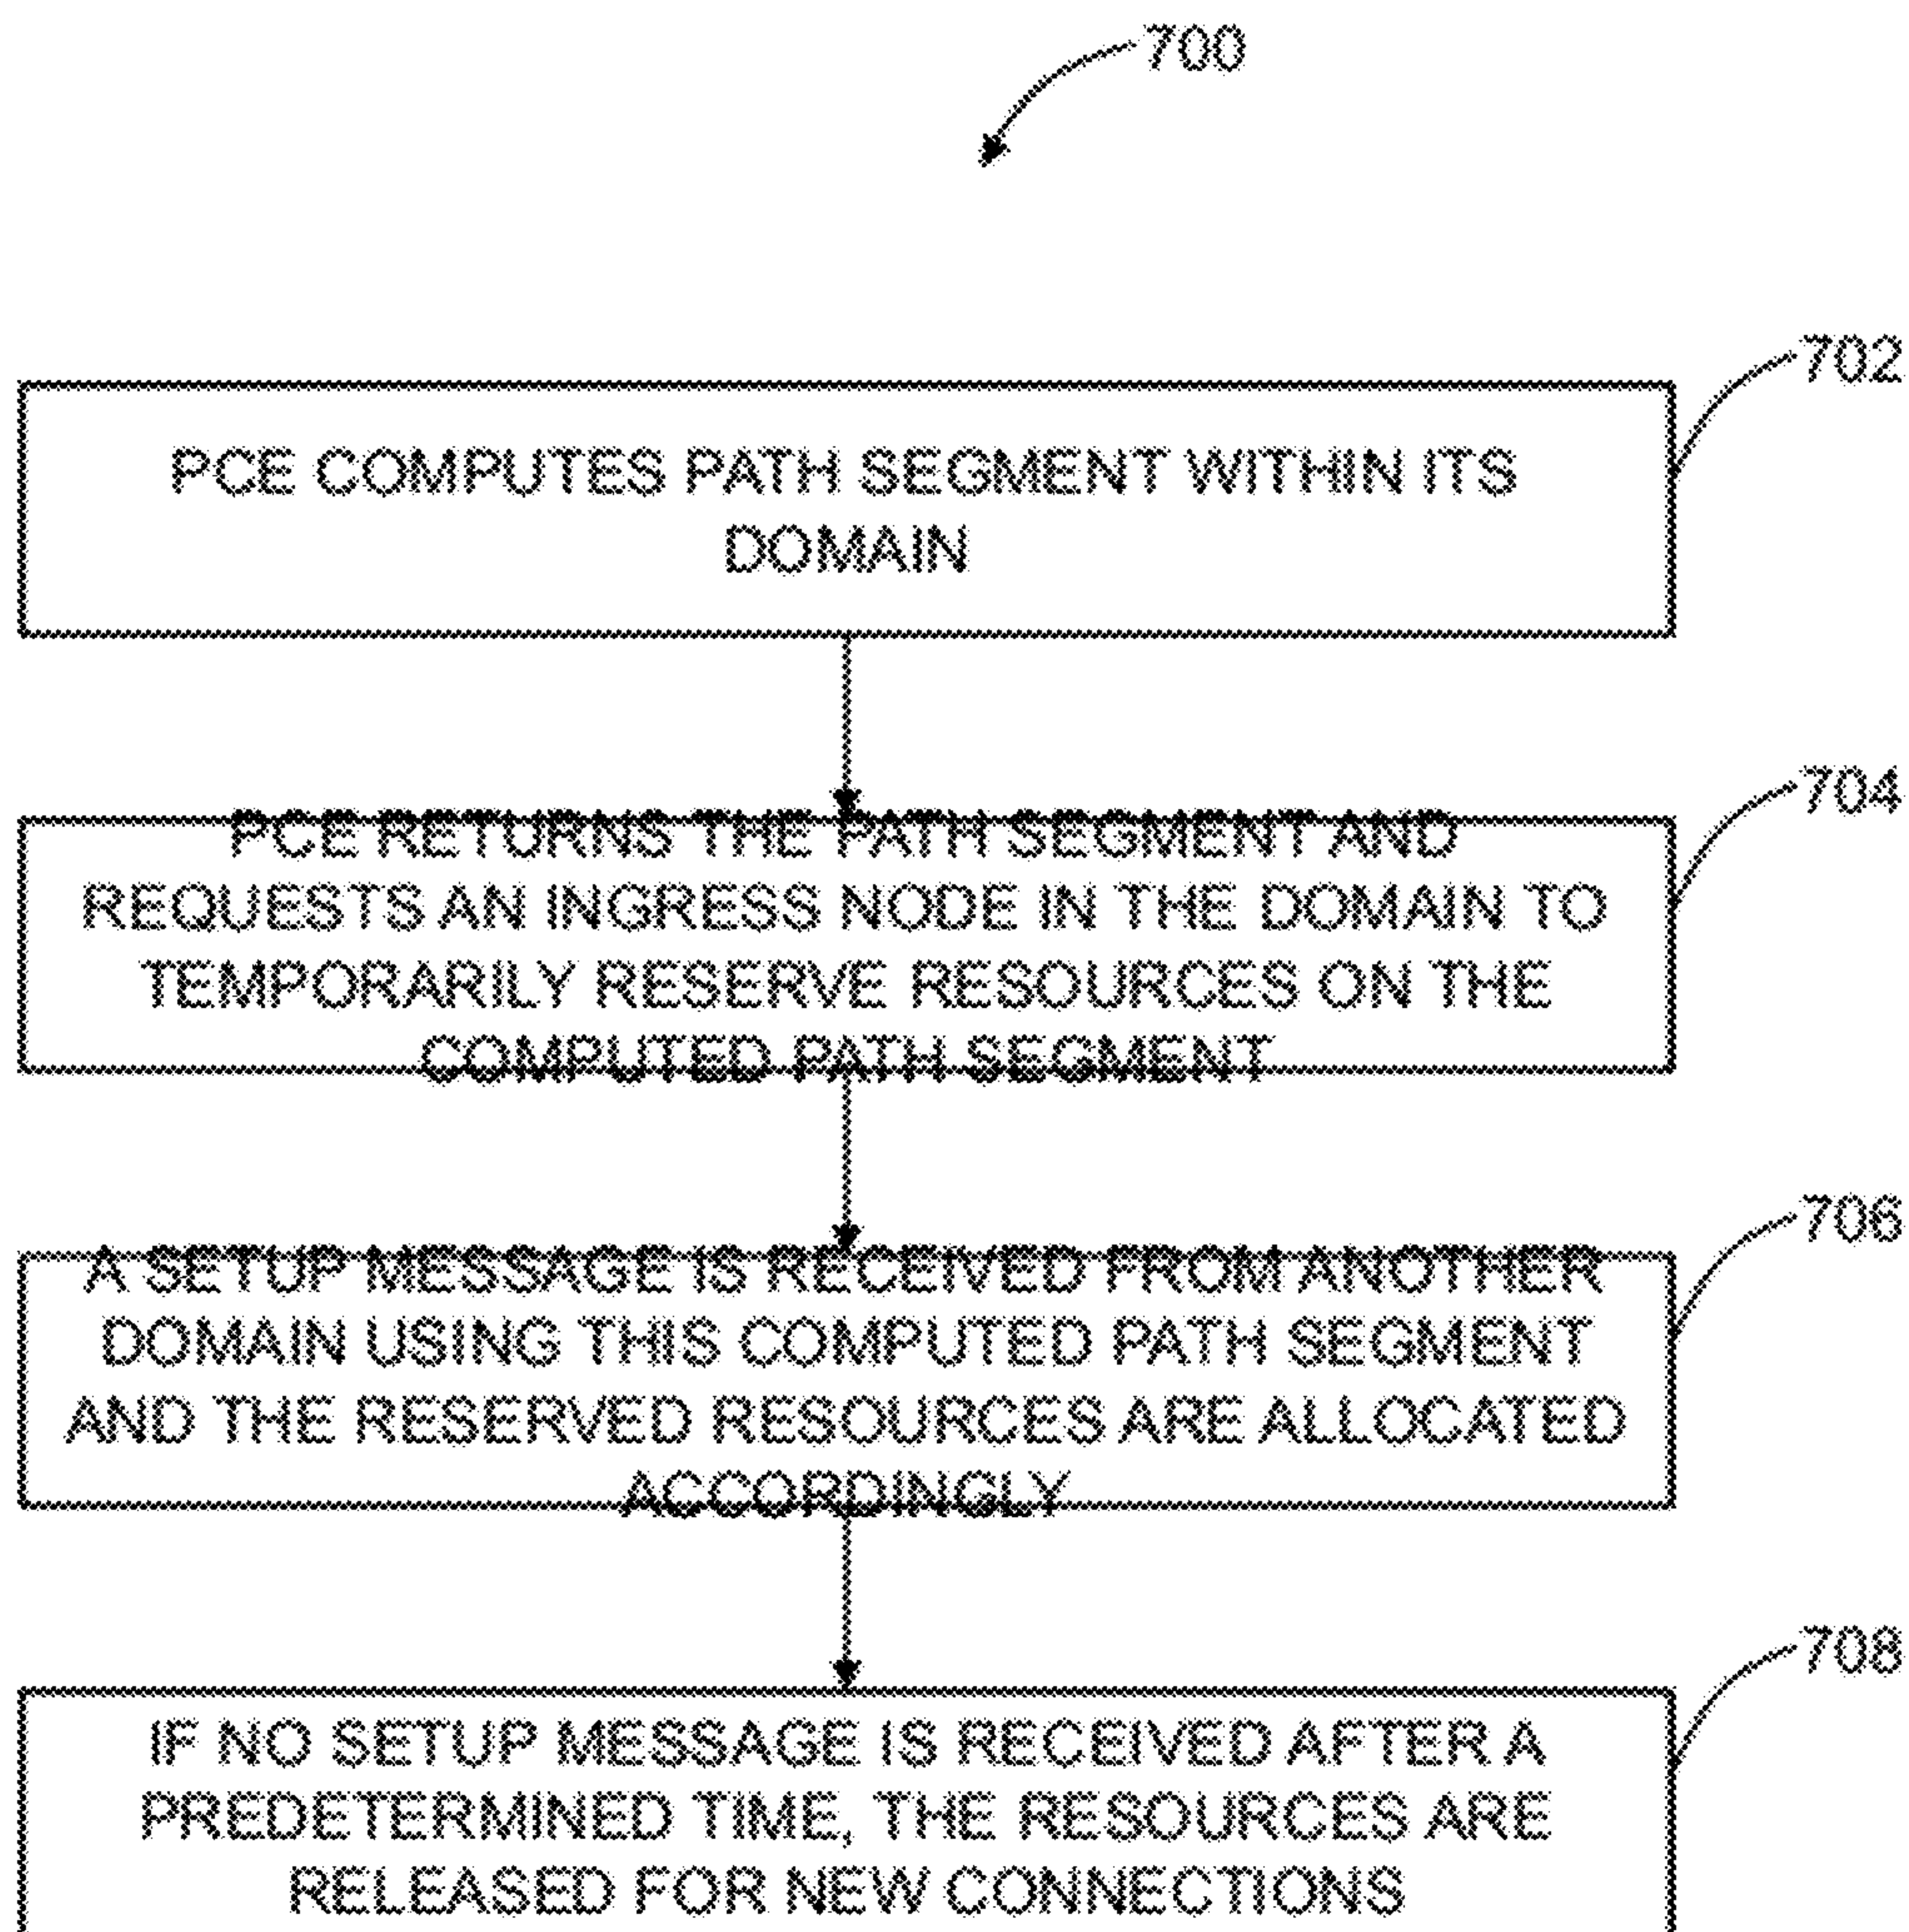 700
702
PCE COMPUTES PATH SEGMENT WITHIN ITS
DOMAIN
704
PCE RETURNS THE PATH SEGMENT AND
REQUESTS AN INGRESS NODE IN THE DOMAIN TO
TEMPORARILY RESERVE RESOURCES ON THE
COMPUTED PATH SEGMENT
706
A SETUP MESSAGE IS RECEIVED FROM ANOTHER
DOMAIN USING THIS COMPUTED PATH SEGMENT
AND THE RESERVED RESOURCES ARE ALLOCATED
ACCORDINGLY
708
IF NO SETUP MESSAGE IS RECEIVED AFTER A
PREDETERMINED TIME, THE RESOURCES ARE
RELEASED FOR NEW CONNECTIONS